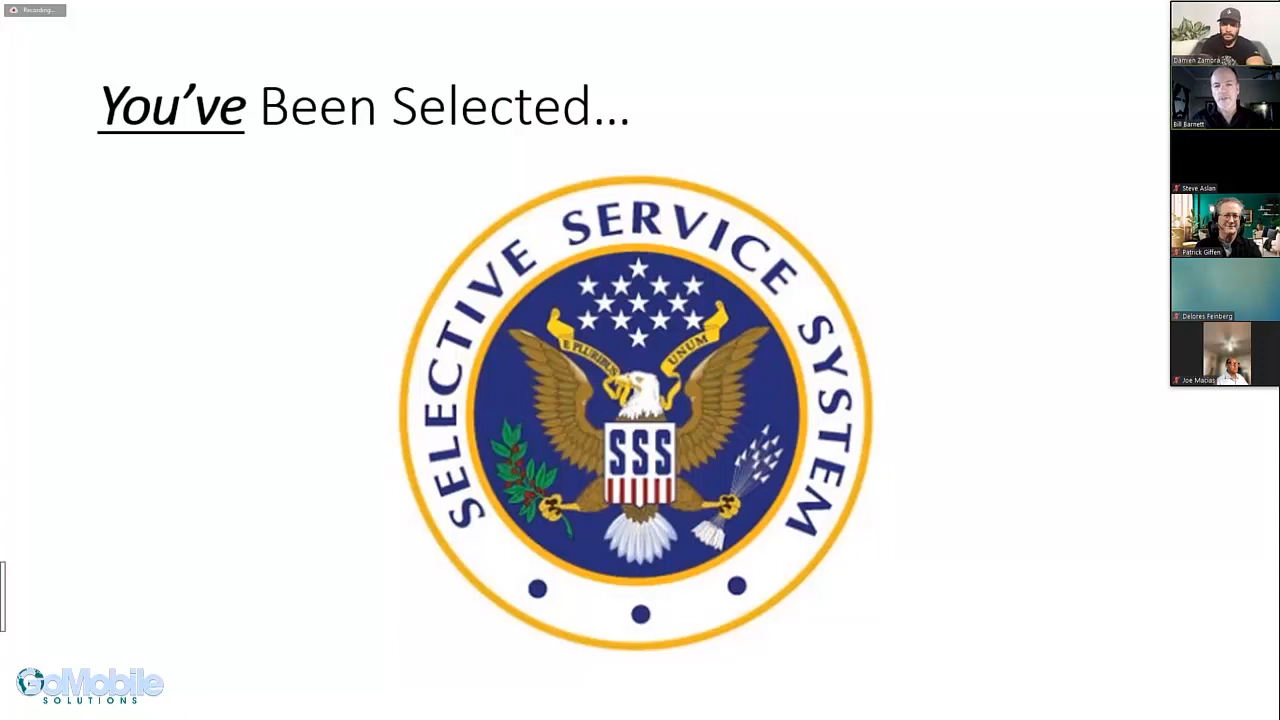 Recording...
You've Been Selected...
SELECTIVE SERVICE SYSTEM
E PLURIBUS
UNUM
SSS
GoMobile
SOLUTIONS
Damien Zamora
Bill Barnett
Steve Aslan
Patrick Giffen
Delores Feinberg
Joe Macias